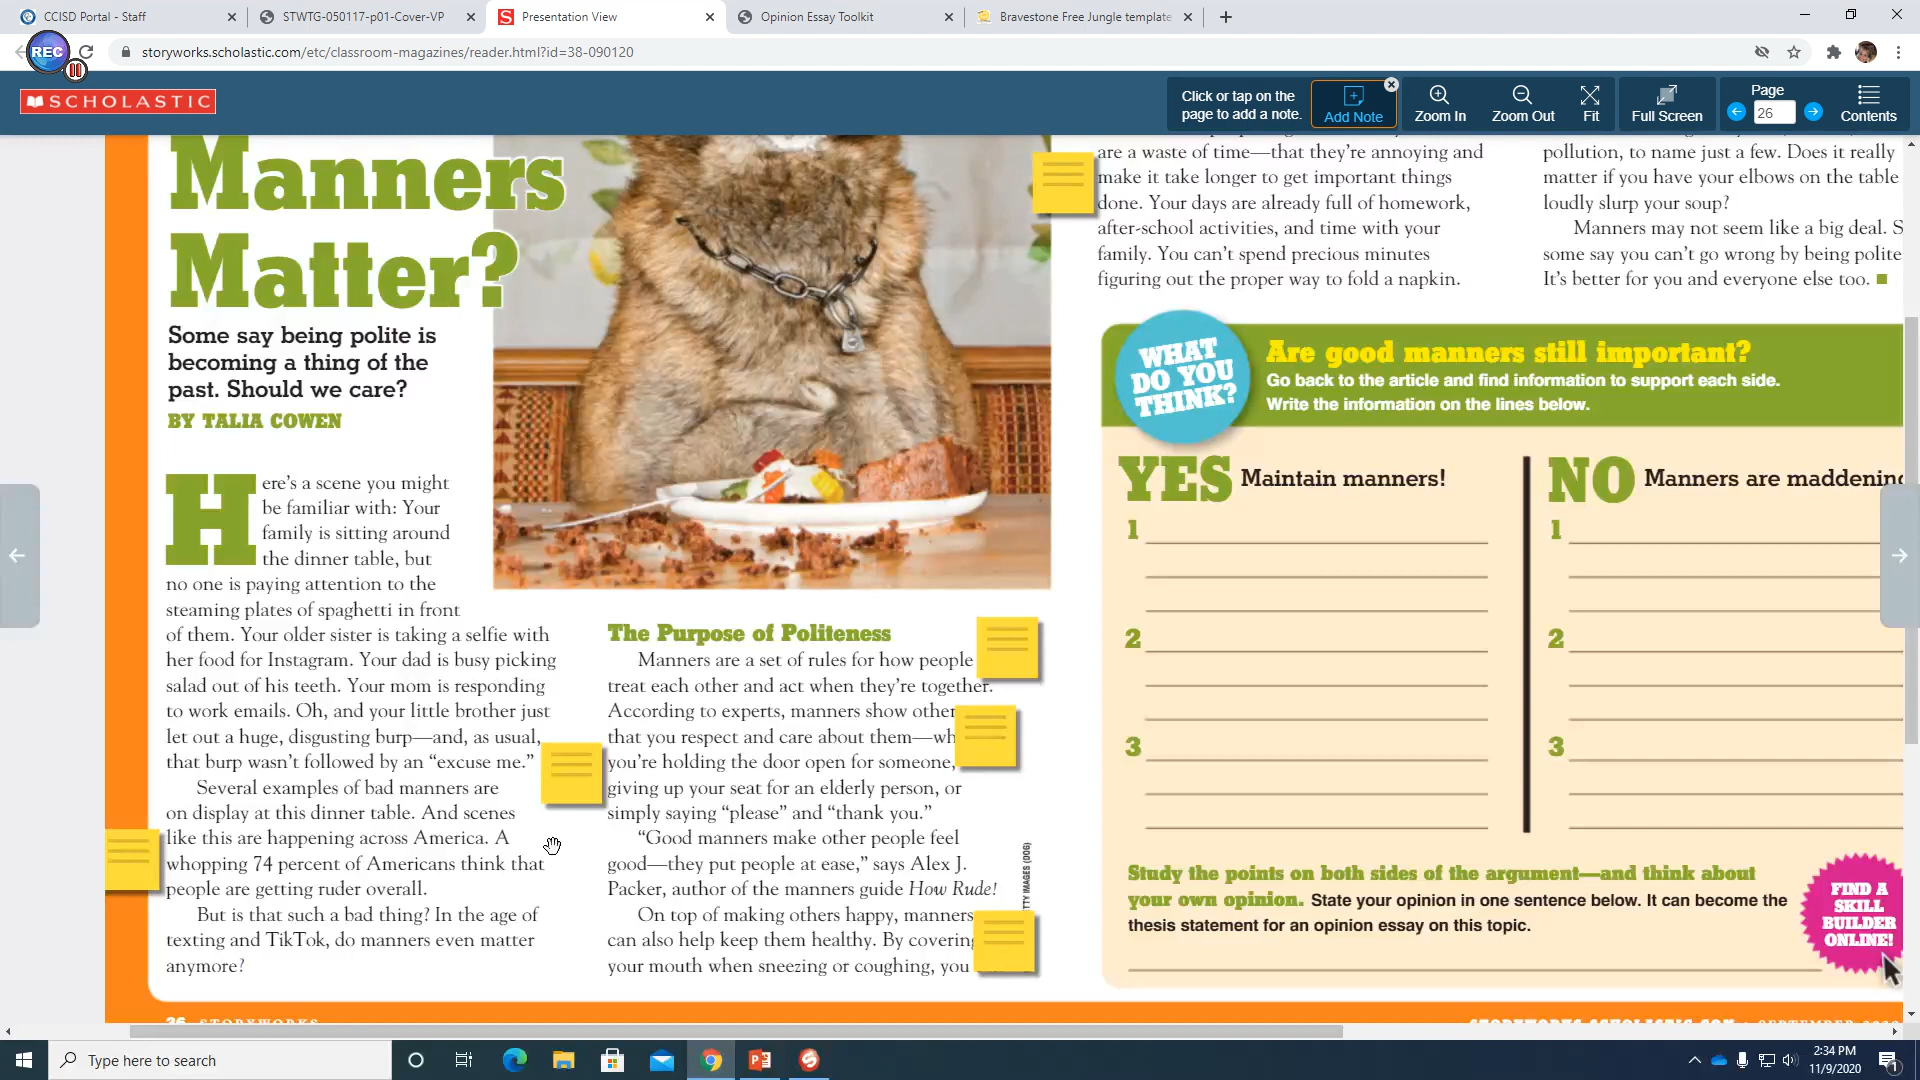 CCISD Portal - Staff
STWTG-050117-p01-Cover-VP
Presentation View
Opinion Essay Toolkit
Bravestone Free Jungle template
REC
storyworks.scholastic.com/etc/classroom-magazines/reader.html?id=38-090120
SCHOLASTIC
Click or tap on the
page to add a note.
Add Note
Zoom In
Zoom Out
Fit
Full Screen
Page
26
Contents
Manners
Matter?
Some say being polite is
becoming a thing of the
past. Should we care?
BY TALIA COWEN
Here's a scene you might
be familiar with: Your
family is sitting around
the dinner table, but
no one is paying attention to the
steaming plates of spaghetti in front
of them. Your older sister is taking a selfie with
her food for Instagram. Your dad is busy picking
salad out of his teeth. Your mom is responding
to work emails. Oh, and your little brother just
let out a huge, disgusting burp—and, as usual,
that burp wasn't followed by an “excuse me.”
Several examples of bad manners are
on display at this dinner table. And scenes
like this are happening across America. A
whopping 74 percent of Americans think that
people are getting ruder overall.
But is that such a bad thing? In the age of
texting and TikTok, do manners even matter
anymore?
The Purpose of Politeness
Manners are a set of rules for how people
treat each other and act when they're together.
According to experts, manners show other
that you respect and care about them—wh
you're holding the door open for someone,
giving up your seat for an elderly person, or
simply saying “please” and “thank you.”
“Good manners make other people feel
good—they put people at ease,” says Alex J.
Packer, author of the manners guide How Rude!
On top of making others happy, manners
can also help keep them healthy. By covering
your mouth when sneezing or coughing, you
TTY IMAGES (DOG)
are a waste of time—that they're annoying and
make it take longer to get important things
done. Your days are already full of homework,
after-school activities, and time with your
family. You can't spend precious minutes
figuring out the proper way to fold a napkin.
pollution, to name just a few. Does it really
matter if you have your elbows on the table
loudly slurp your soup?
Manners may not seem like a big deal. S
some say you can't go wrong by being polite
It's better for you and everyone else too.
WHAT
DO YOU
THINK?
Are good manners still important?
Go back to the article and find information to support each side.
Write the information on the lines below.
YES Maintain manners!
1
2
3
NO Manners are maddening
1
2
3
Study the points on both sides of the argument—and think about
your own opinion. State your opinion in one sentence below. It can become the
thesis statement for an opinion essay on this topic.
FIND A
SKILL
BUILDER
ONLINE!
26 STORYWORKS
STORYWORKS.SCHOLASTIC.COM • SEPTEMBER 2020
Type here to search
2:34 PM
11/9/2020
1